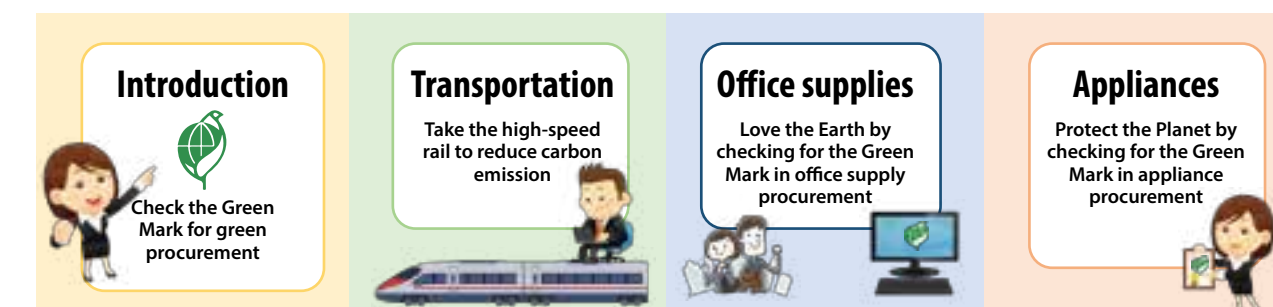 Introduction
Check the Green
Mark for green
procurement
Transportation
Take the high-speed
rail to reduce carbon
emission
Office supplies
Love the Earth by
checking for the Green
Mark in office supply
procurement
Appliances
Protect the Planet by
checking for the Green
Mark in appliance
procurement